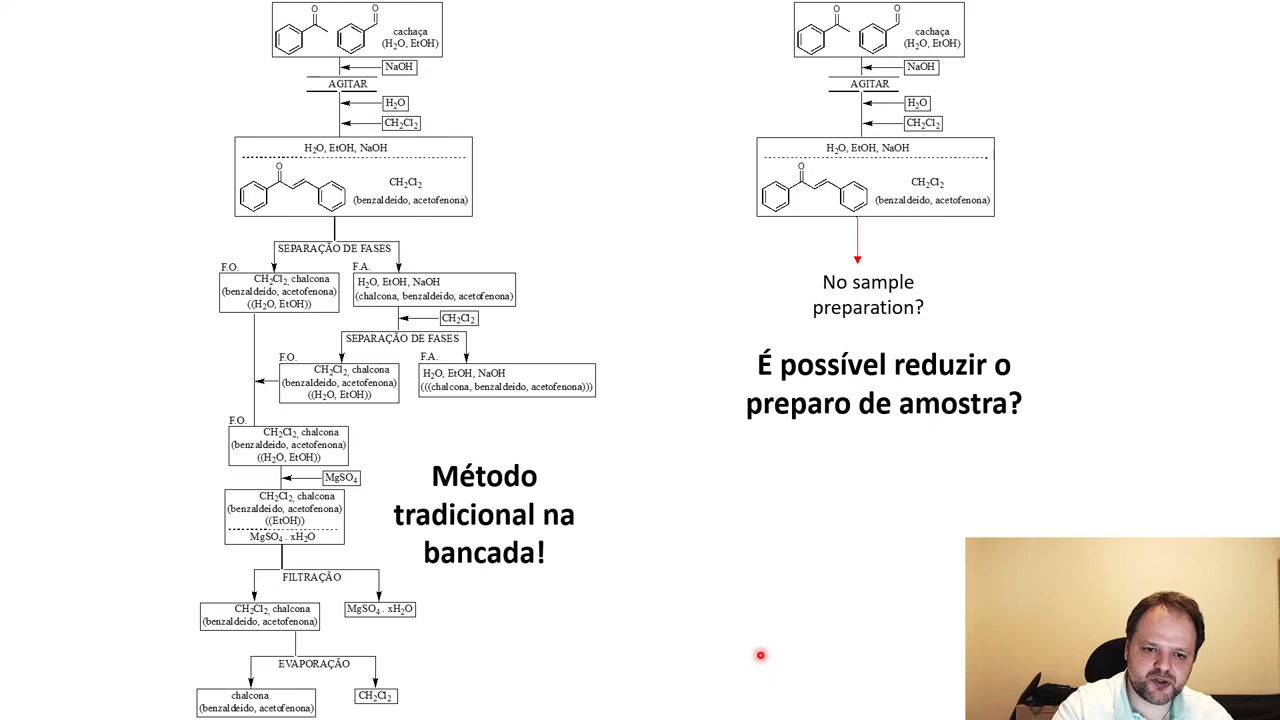 O
O
cachaça
(H₂O, EtOH)
NaOH
AGITAR
H₂O
CH₂Cl₂
H₂O, EtOH, NaOH
O
CH₂Cl₂
(benzaldeido, acetofenona)
SEPARAÇÃO DE FASES
F.O.
CH₂Cl₂, chalcona
(benzaldeido, acetofenona)
((H₂O, EtOH))
F.A.
H₂O, EtOH, NaOH
(chalcona, benzaldeido, acetofenona)
CH₂Cl₂
SEPARAÇÃO DE FASES
F.O.
CH₂Cl₂, chalcona
(benzaldeido, acetofenona)
((H₂O, EtOH))
F.A.
H₂O, EtOH, NaOH
(((chalcona, benzaldeido, acetofenona)))
F.O.
CH₂Cl₂, chalcona
(benzaldeido, acetofenona)
((H₂O, EtOH))
MgSO₄
CH₂Cl₂, chalcona
(benzaldeido, acetofenona)
((EtOH))
MgSO₄ . xH₂O
FILTRAÇÃO
CH₂Cl₂, chalcona
(benzaldeido, acetofenona)
MgSO₄ . xH₂O
EVAPORAÇÃO
chalcona
(benzaldeido, acetofenona)
CH₂Cl₂
Método
tradicional na
bancada!
O
O
cachaça
(H₂O, EtOH)
NaOH
AGITAR
H₂O
CH₂Cl₂
H₂O, EtOH, NaOH
O
CH₂Cl₂
(benzaldeido, acetofenona)
No sample
preparation?
É possível reduzir o
preparo de amostra?